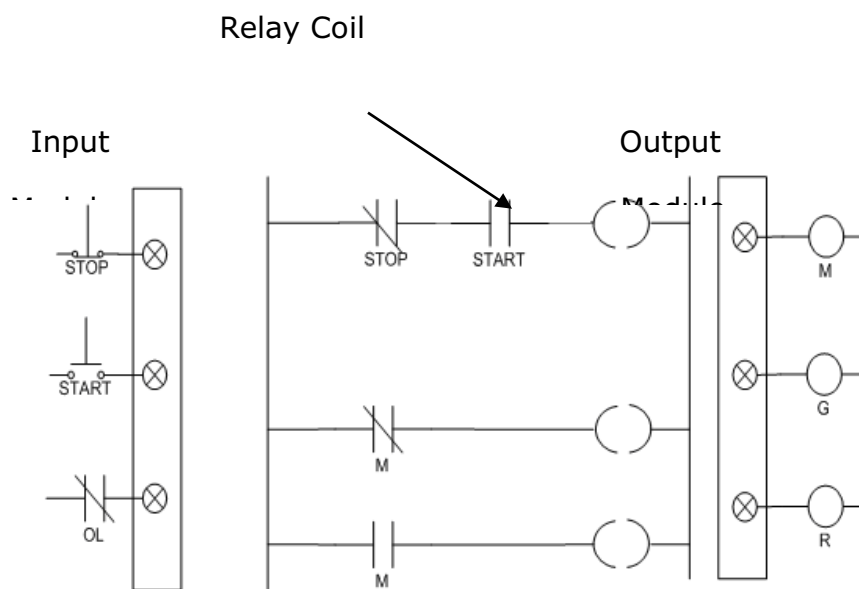 Relay Coil
Input
Output
STOP
START
OL
STOP START
M
M
M
G
R